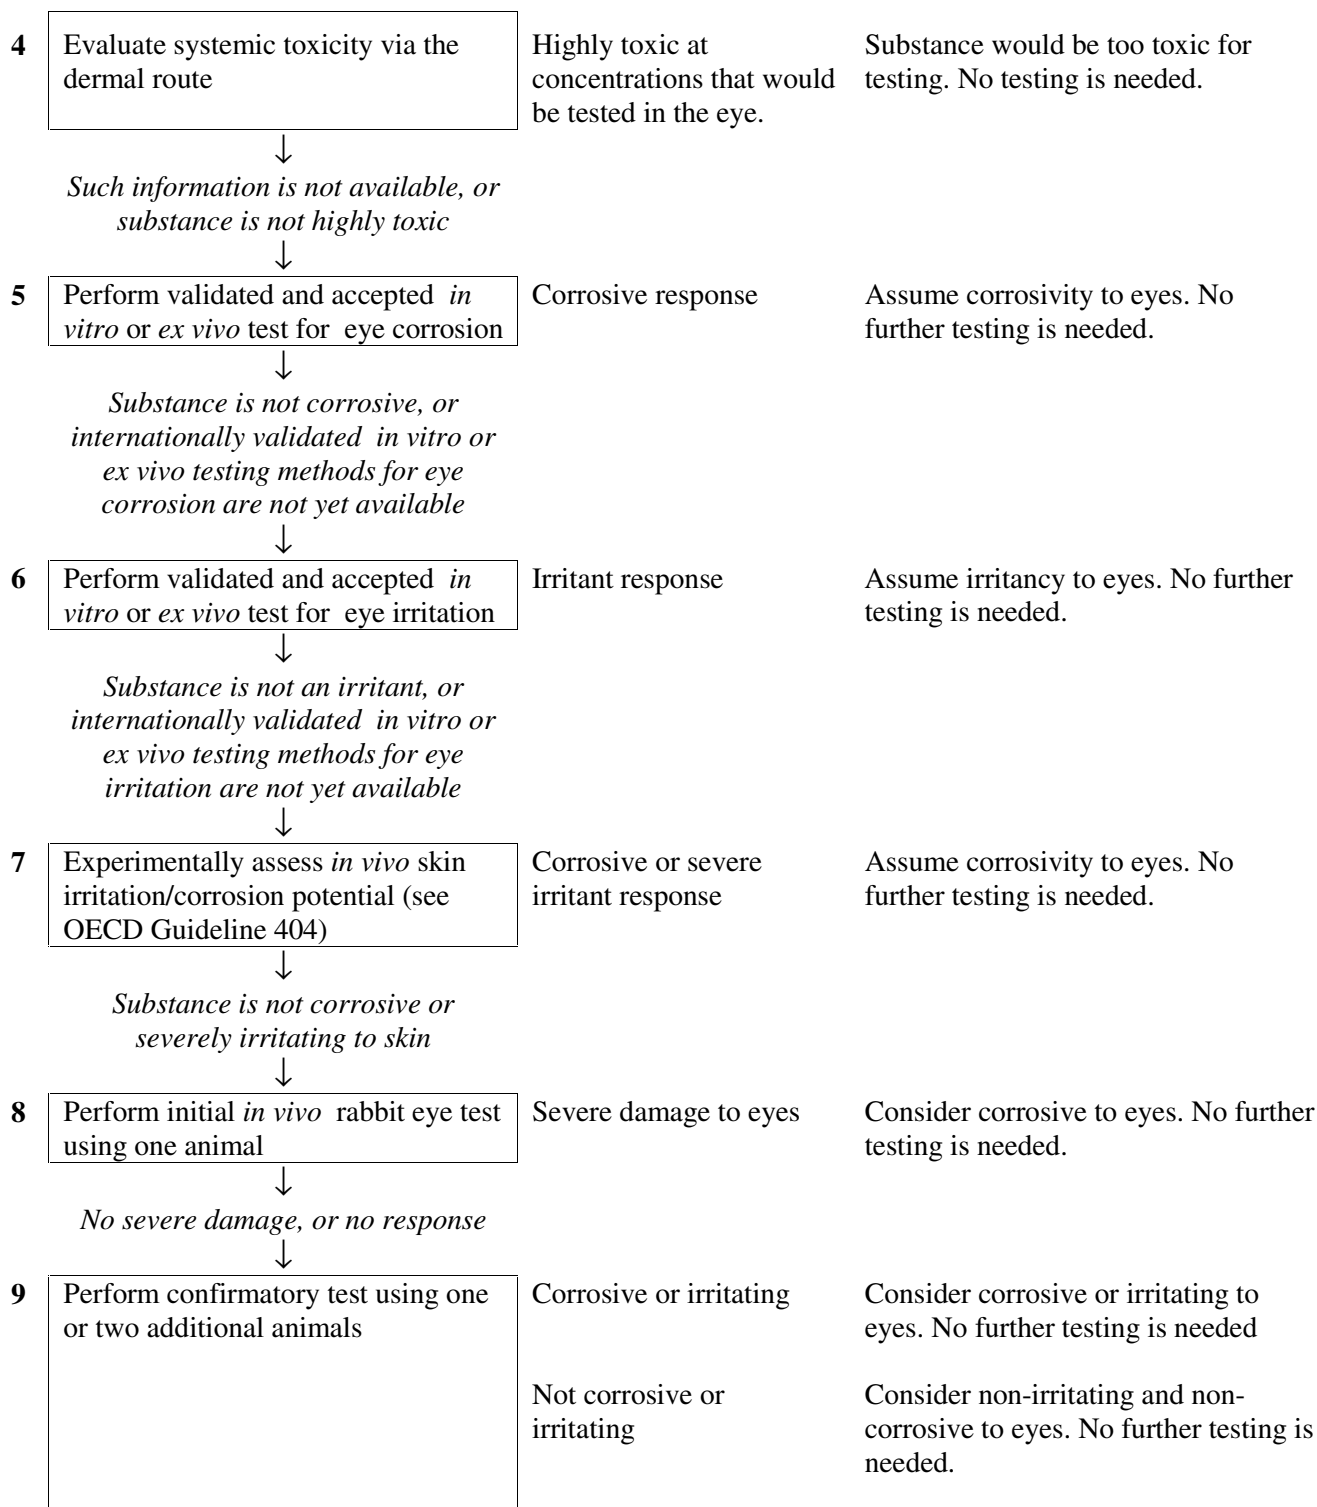 4 Evaluate systemic toxicity via the dermal route
Highly toxic at concentrations that would be tested in the eye.
Substance would be too toxic for testing. No testing is needed.
↓
Such information is not available, or
substance is not highly toxic
↓
5 Perform validated and accepted in vitro or ex vivo test for eye corrosion
Corrosive response
Assume corrosivity to eyes. No further testing is needed.
↓
Substance is not corrosive, or
internationally validated in vitro or
ex vivo testing methods for eye
corrosion are not yet available
↓
6 Perform validated and accepted in vitro or ex vivo test for eye irritation
Irritant response
Assume irritancy to eyes. No further testing is needed.
↓
Substance is not an irritant, or
internationally validated in vitro or
ex vivo testing methods for eye
irritation are not yet available
↓
7 Experimentally assess in vivo skin irritation/corrosion potential (see OECD Guideline 404)
Corrosive or severe irritant response
Assume corrosivity to eyes. No further testing is needed.
↓
Substance is not corrosive or
severely irritating to skin
↓
8 Perform initial in vivo rabbit eye test using one animal
Severe damage to eyes
Consider corrosive to eyes. No further testing is needed.
↓
No severe damage, or no response
↓
9 Perform confirmatory test using one or two additional animals
Corrosive or irritating
Consider corrosive or irritating to eyes. No further testing is needed
Not corrosive or irritating
Consider non-irritating and non-corrosive to eyes. No further testing is needed.